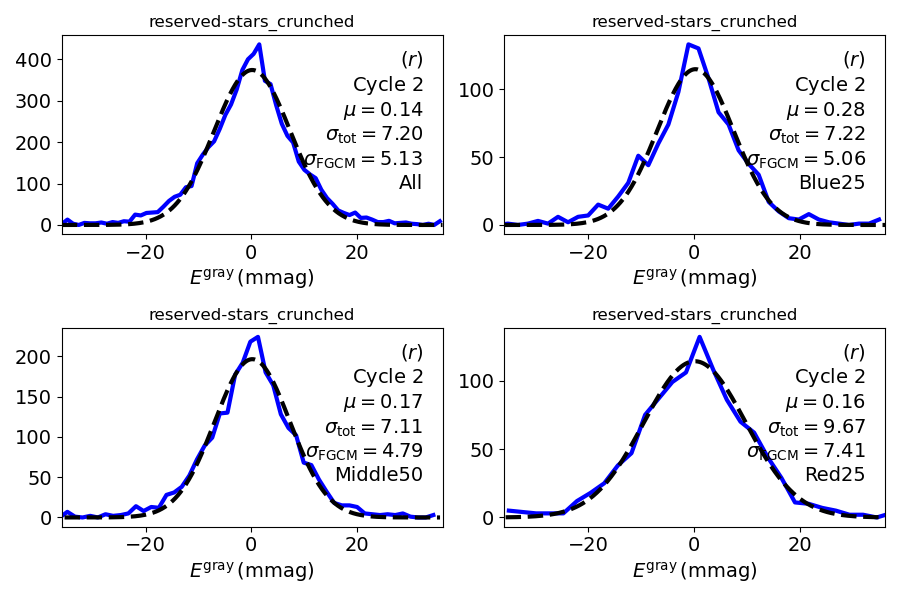 reserved-stars_crunched
400
300
200
100
0
−20
0
20
E^gray (mmag)
(r)
Cycle 2
μ = 0.14
σ_tot = 7.20
σ_FGCM = 5.13
All
reserved-stars_crunched
100
50
0
−20
0
20
E^gray (mmag)
(r)
Cycle 2
μ = 0.28
σ_tot = 7.22
σ_FGCM = 5.06
Blue25
reserved-stars_crunched
200
150
100
50
0
−20
0
20
E^gray (mmag)
(r)
Cycle 2
μ = 0.17
σ_tot = 7.11
σ_FGCM = 4.79
Middle50
reserved-stars_crunched
100
50
0
−20
0
20
E^gray (mmag)
(r)
Cycle 2
μ = 0.16
σ_tot = 9.67
σ_FGCM = 7.41
Red25